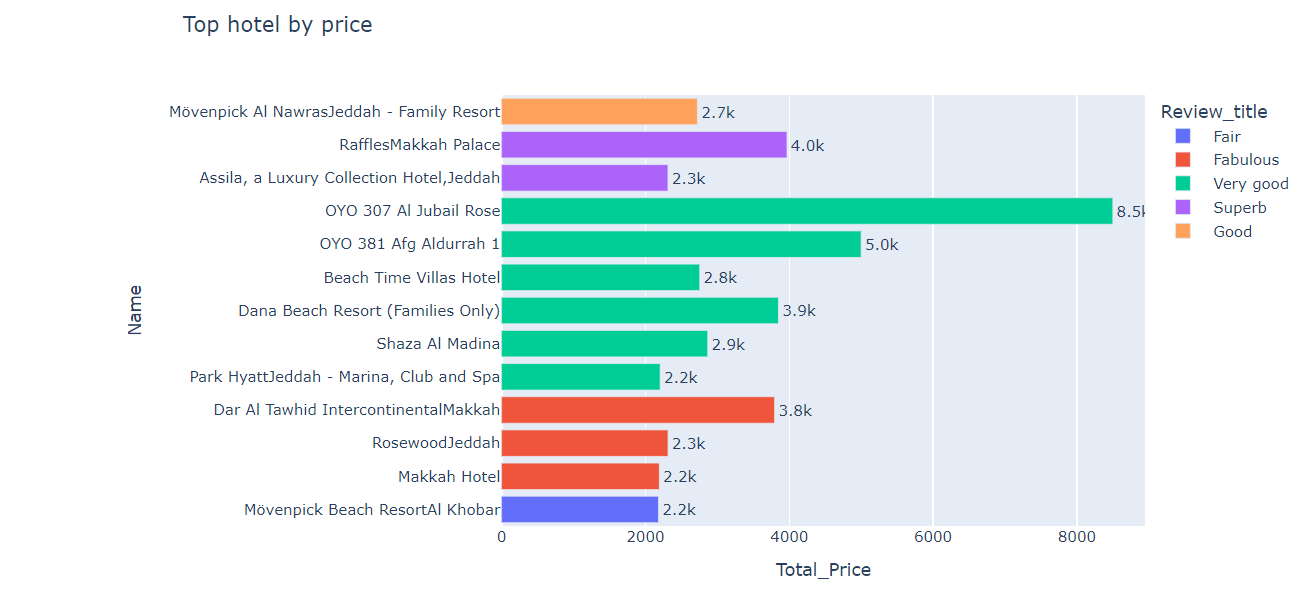 Top hotel by price
Mövenpick Al NawrasJeddah - Family Resort 2.7k
RafflesMakkah Palace 4.0k
Assila, a Luxury Collection Hotel,Jeddah 2.3k
OYO 307 Al Jubail Rose 8.5k
OYO 381 Afg Aldurrah 1 5.0k
Beach Time Villas Hotel 2.8k
Dana Beach Resort (Families Only) 3.9k
Shaza Al Madina 2.9k
Park HyattJeddah - Marina, Club and Spa 2.2k
Dar Al Tawhid IntercontinentalMakkah 3.8k
RosewoodJeddah 2.3k
Makkah Hotel 2.2k
Mövenpick Beach ResortAl Khobar 2.2k
0 2000 4000 6000 8000
Total_Price
Name
Review_title
Fair
Fabulous
Very good
Superb
Good